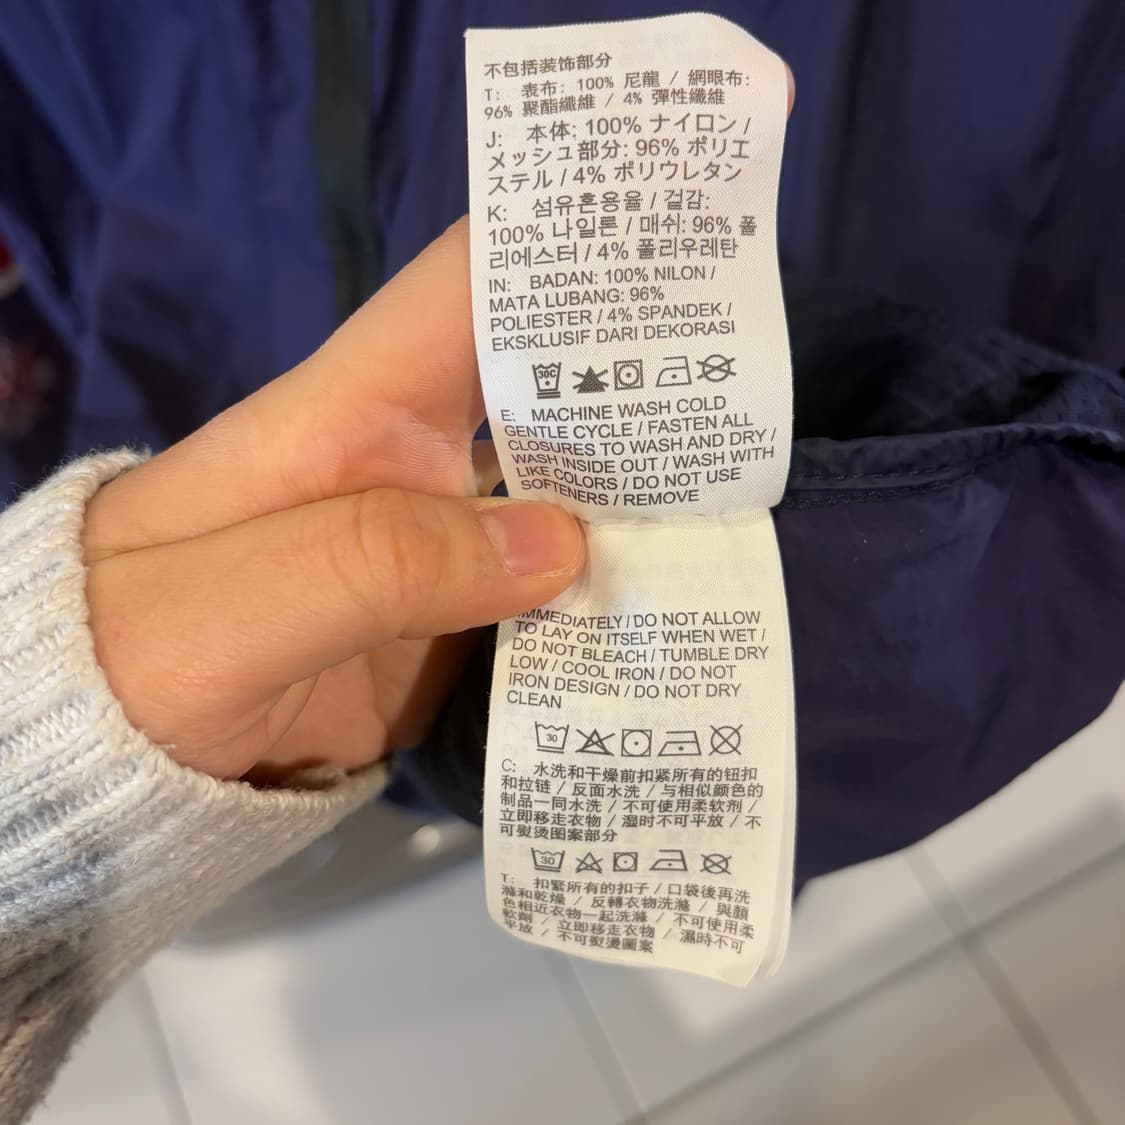 不包括装饰部分
T: 表布: 100% 尼龍 / 網眼布:
96% 聚酯纖維 / 4% 彈性纖維
J: 本体: 100% ナイロン /
メッシュ部分: 96% ポリエ
ステル / 4% ポリウレタン
K: 섬유혼용율 / 겉감:
100% 나일론 / 매쉬: 96% 폴
리에스터 / 4% 폴리우레탄
IN: BADAN: 100% NILON /
MATA LUBANG: 96%
POLIESTER / 4% SPANDEK /
EKSKLUSIF DARI DEKORASI
30C
E: MACHINE WASH COLD
GENTLE CYCLE / FASTEN ALL
CLOSURES TO WASH AND DRY /
WASH INSIDE OUT / WASH WITH
LIKE COLORS / DO NOT USE
SOFTENERS / REMOVE
IMMEDIATELY / DO NOT ALLOW
TO LAY ON ITSELF WHEN WET /
DO NOT BLEACH / TUMBLE DRY
LOW / COOL IRON / DO NOT
IRON DESIGN / DO NOT DRY
CLEAN
30
C: 水洗和干燥前扣紧所有的钮扣
和拉链 / 反面水洗 / 与相似颜色的
制品一同水洗 / 不可使用柔软剂 /
立即移走衣物 / 湿时不可平放 / 不
可熨烫图案部分
30
T: 扣緊所有的扣子 / 口袋後再洗
滌和乾燥 / 反轉衣物洗滌 / 與顏
色相近衣物一起洗滌 / 不可使用柔
軟劑 / 立即移走衣物 / 濕時不可
平放 / 不可熨燙圖案